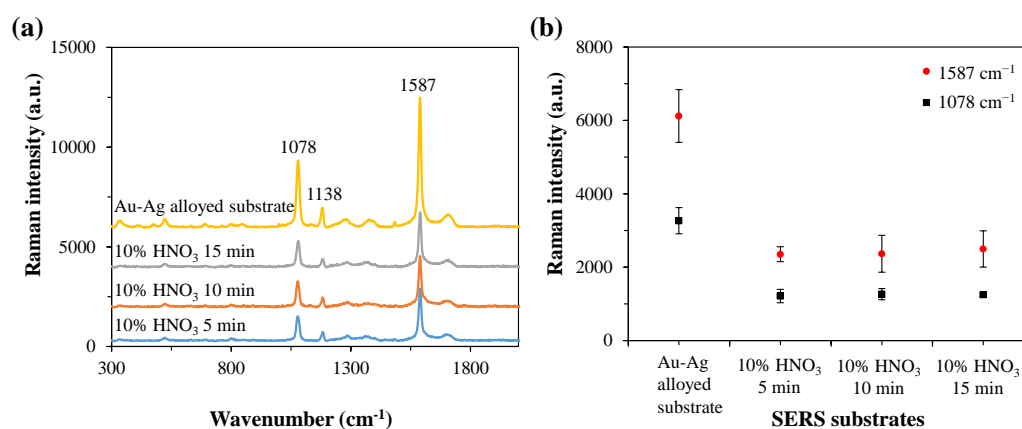 (a)
15000
10000
5000
0
Raman intensity (a.u.)
1587
1078
1138
Au-Ag alloyed substrate
10% HNO₃ 15 min
10% HNO₃ 10 min
10% HNO₃ 5 min
300
800
1300
1800
Wavenumber (cm⁻¹)
(b)
8000
6000
4000
2000
0
Raman intensity (a.u.)
1587 cm⁻¹
1078 cm⁻¹
Au-Ag
alloyed
substrate
10% HNO₃
5 min
10% HNO₃
10 min
10% HNO₃
15 min
SERS substrates